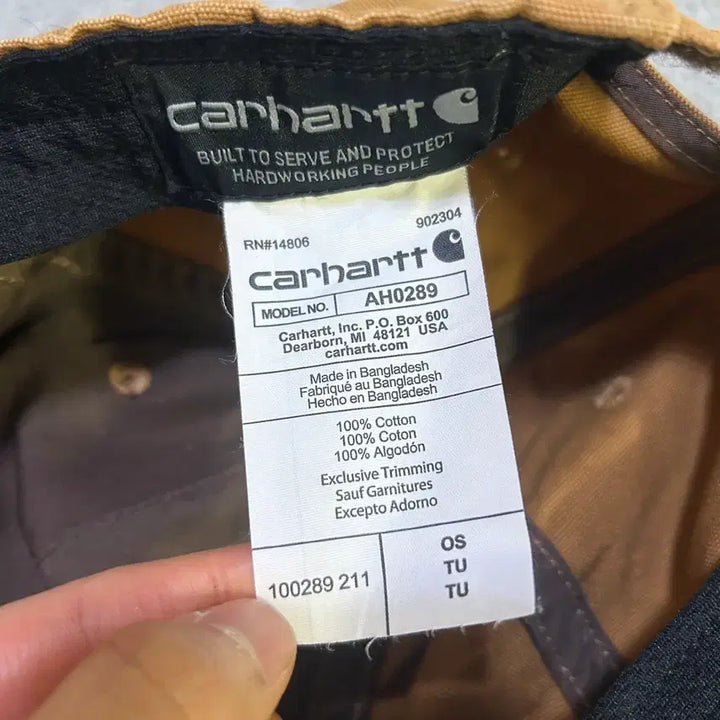 carhartt
BUILT TO SERVE AND PROTECT
HARDWORKING PEOPLE
RN#14806 902304
carhartt
MODEL NO. AH0289
Carhartt, Inc. P.O. Box 600
Dearborn, MI 48121 USA
carhartt.com
Made in Bangladesh
Fabriqué au Bangladesh
Hecho en Bangladesh
100% Cotton
100% Coton
100% Algodón
Exclusive Trimming
Sauf Garnitures
Excepto Adorno
100289 211
OS
TU
TU